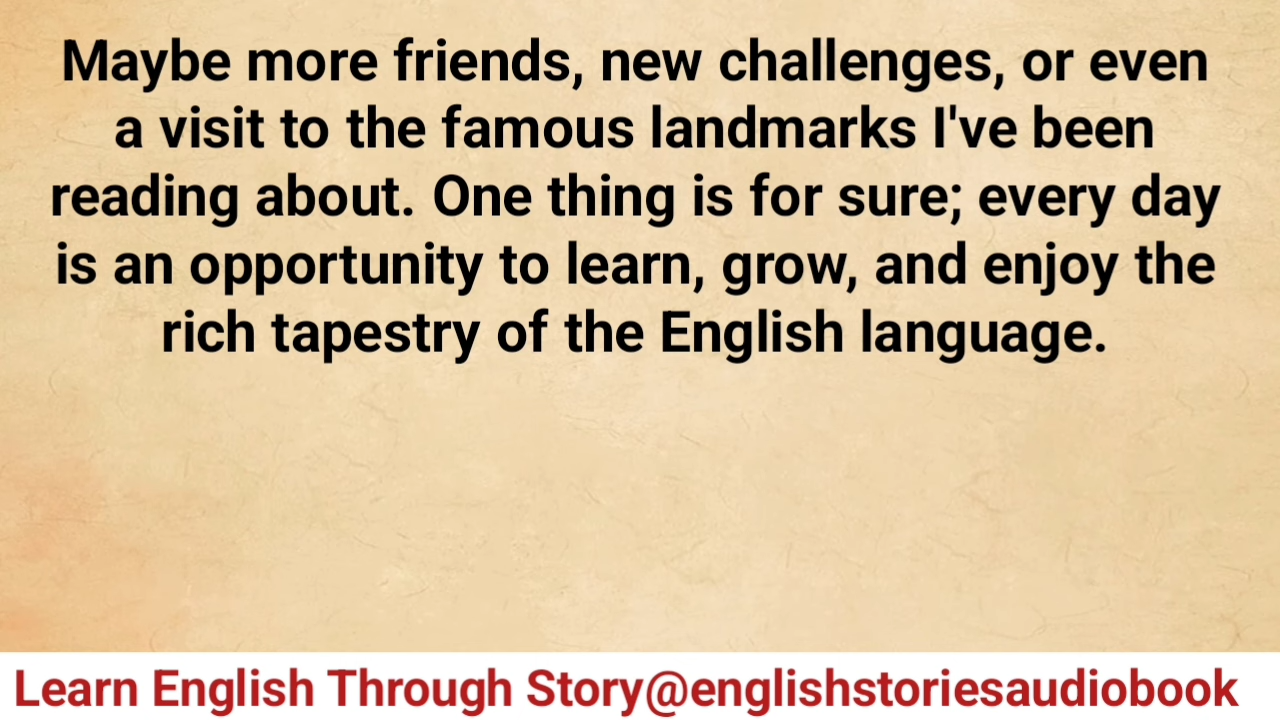 Maybe more friends, new challenges, or even
a visit to the famous landmarks I've been
reading about. One thing is for sure; every day
is an opportunity to learn, grow, and enjoy the
rich tapestry of the English language.
Learn English Through Story@englishstoriesaudiobook